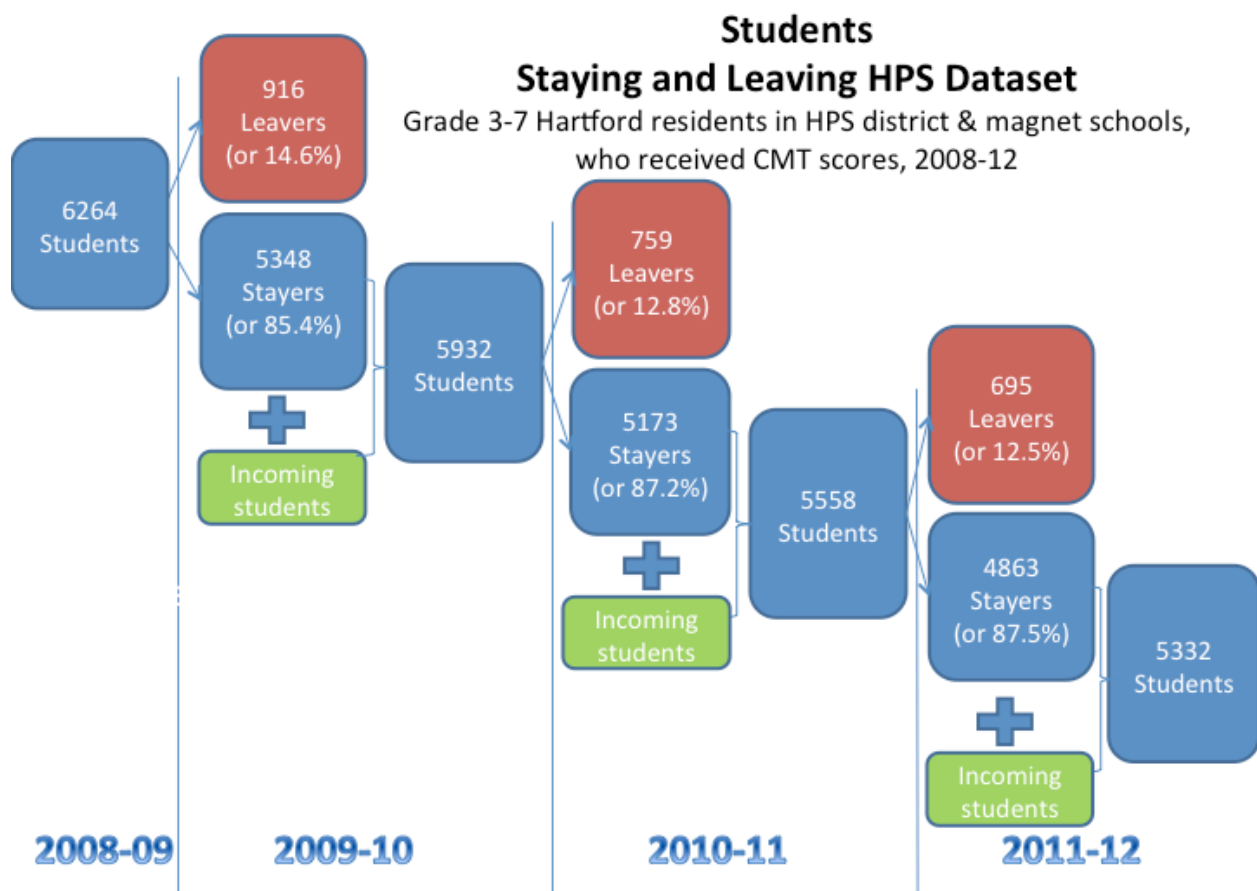 Students
Staying and Leaving HPS Dataset
Grade 3-7 Hartford residents in HPS district & magnet schools,
who received CMT scores, 2008-12
6264
Students
916
Leavers
(or 14.6%)
5348
Stayers
(or 85.4%)
Incoming
students
5932
Students
759
Leavers
(or 12.8%)
5173
Stayers
(or 87.2%)
Incoming
students
5558
Students
695
Leavers
(or 12.5%)
4863
Stayers
(or 87.5%)
Incoming
students
5332
Students
2008-09
2009-10
2010-11
2011-12